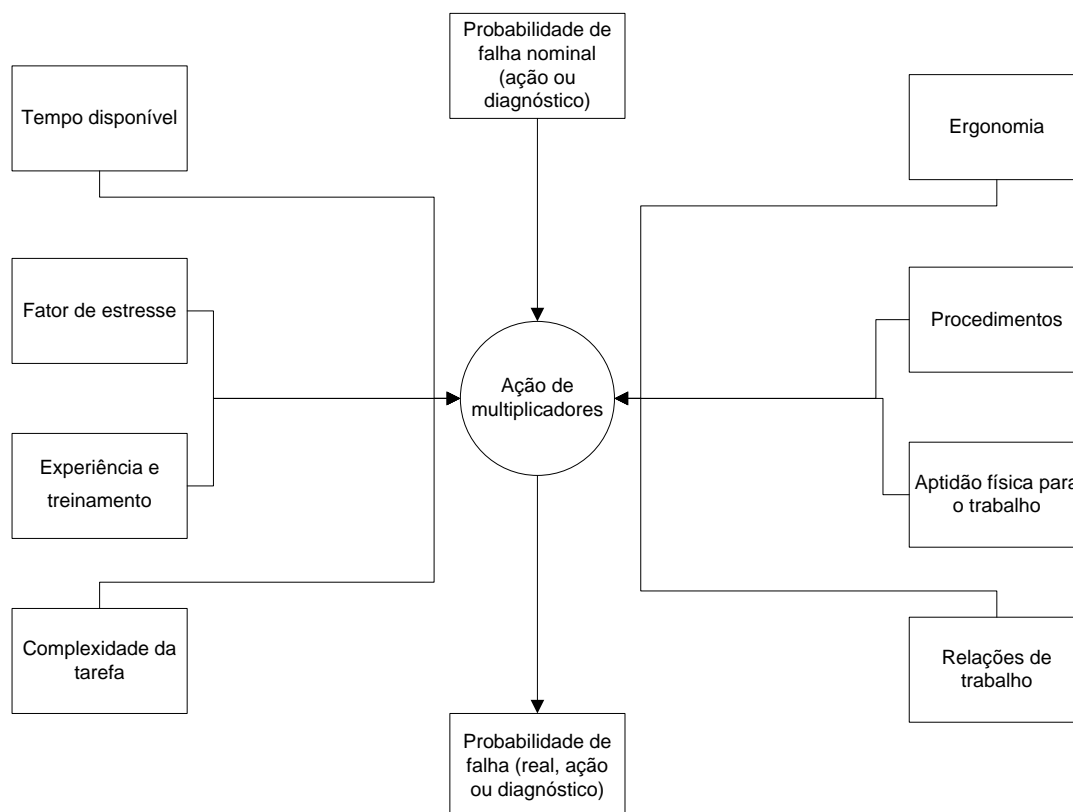 Probabilidade de
falha nominal
(ação ou
diagnóstico)
Tempo disponível
Ergonomia
Fator de estresse
Procedimentos
Ação de
multiplicadores
Experiência e
treinamento
Aptidão física para
o trabalho
Complexidade da
tarefa
Relações de
trabalho
Probabilidade de
falha (real, ação
ou diagnóstico)